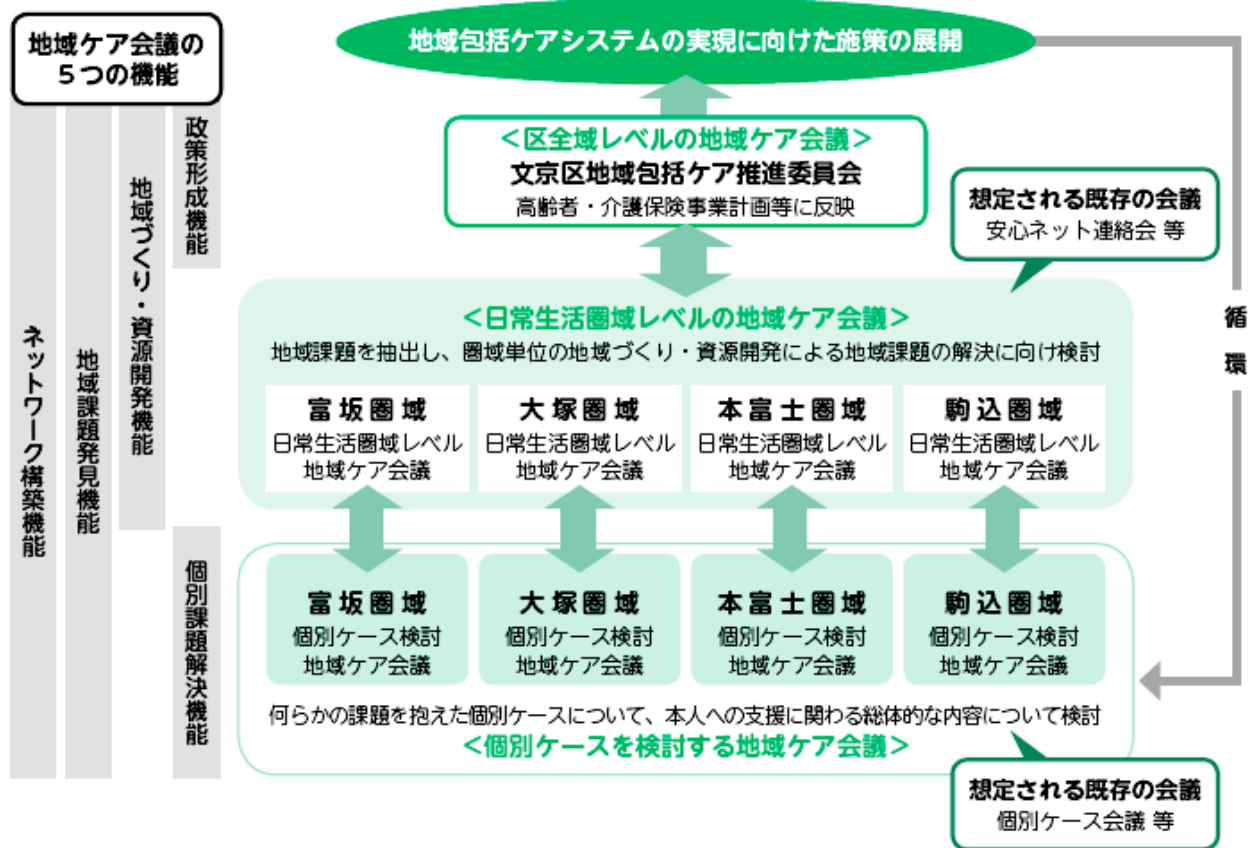 地域ケア会議の
5つの機能
ネットワーク構築機能
地域課題発見機能
地域づくり・資源開発機能
政策形成機能
個別課題解決機能
地域包括ケアシステムの実現に向けた施策の展開
＜区全域レベルの地域ケア会議＞
文京区地域包括ケア推進委員会
高齢者・介護保険事業計画等に反映
想定される既存の会議
安心ネット連絡会 等
循環
＜日常生活圏域レベルの地域ケア会議＞
地域課題を抽出し、圏域単位の地域づくり・資源開発による地域課題の解決に向け検討
富坂圏域
日常生活圏域レベル
地域ケア会議
大塚圏域
日常生活圏域レベル
地域ケア会議
本富士圏域
日常生活圏域レベル
地域ケア会議
駒込圏域
日常生活圏域レベル
地域ケア会議
富坂圏域
個別ケース検討
地域ケア会議
大塚圏域
個別ケース検討
地域ケア会議
本富士圏域
個別ケース検討
地域ケア会議
駒込圏域
個別ケース検討
地域ケア会議
何らかの課題を抱えた個別ケースについて、本人への支援に関わる総体的な内容について検討
＜個別ケースを検討する地域ケア会議＞
想定される既存の会議
個別ケース会議 等